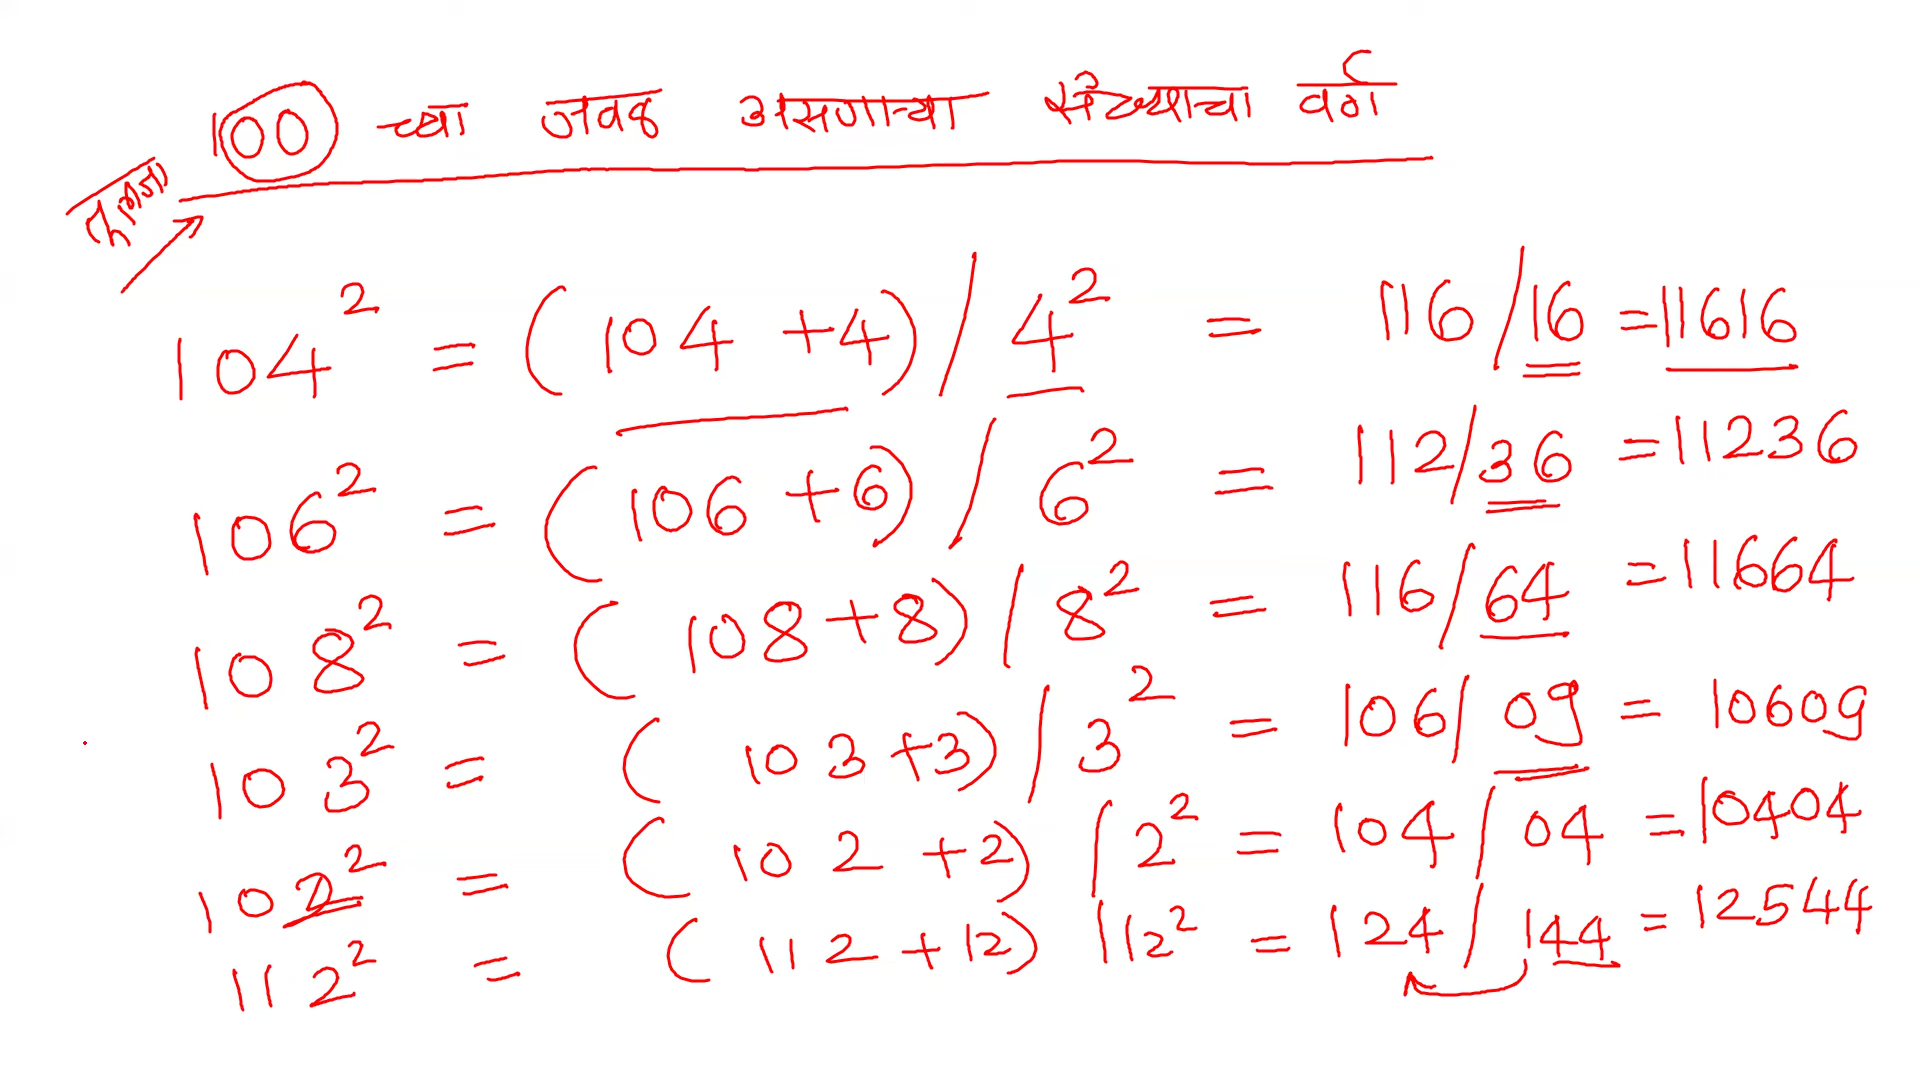 100 च्या जवळ असणाऱ्या संख्याचा वर्ग
104² = (104 +4) / 4² = 116 / 16 = 11616
106² = (106 +6) / 6² = 112 / 36 = 11236
108² = (108+8) / 8² = 116 / 64 = 11664
103² = (103+3) / 3² = 106 / 09 = 10609
102² = (102 +2) / 2² = 104 / 04 = 10404
112² = (112 +12) / 12² = 124 / 144 = 12544